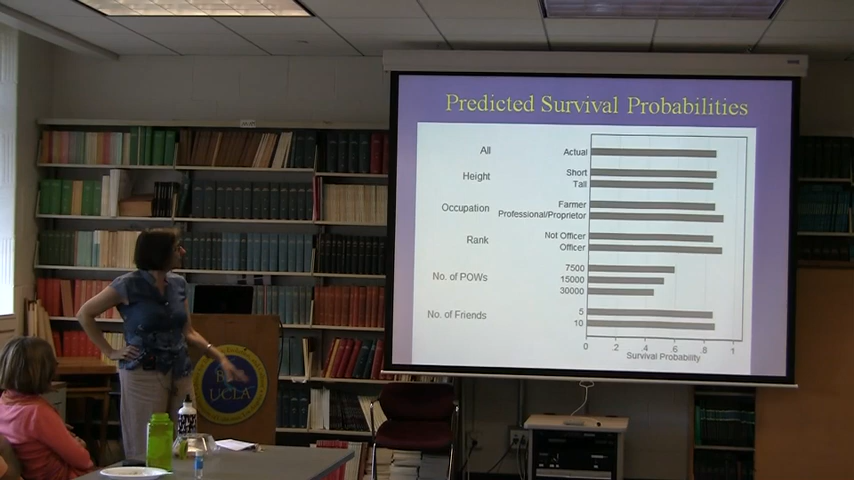 Predicted Survival Probabilities
All
Actual
Height
Short
Tall
Occupation
Farmer
Professional/Proprietor
Rank
Not Officer
Officer
No. of POWs
7500
15000
30000
No. of Friends
5
10
0 .2 .4 .6 .8 1
Survival Probability
UCLA